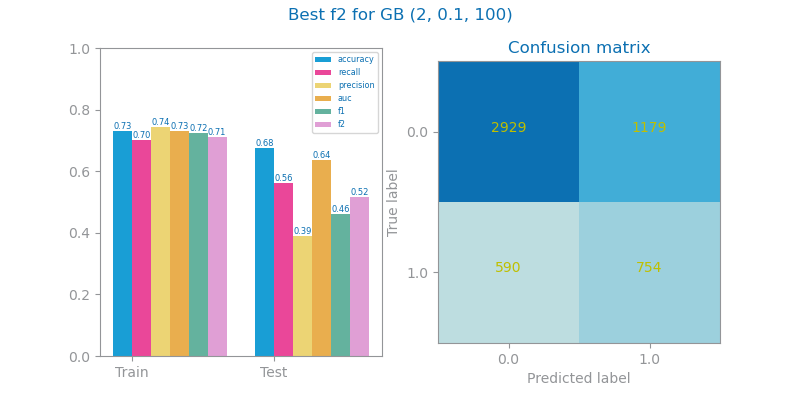 Best f2 for GB (2, 0.1, 100)
1.0
0.8
0.6
0.4
0.2
0.0
0.73
0.70
0.74
0.73
0.72
0.71
0.68
0.56
0.39
0.64
0.46
0.52
accuracy
recall
precision
auc
f1
f2
Train
Test
Confusion matrix
True label
0.0
1.0
2929
1179
590
754
0.0
1.0
Predicted label